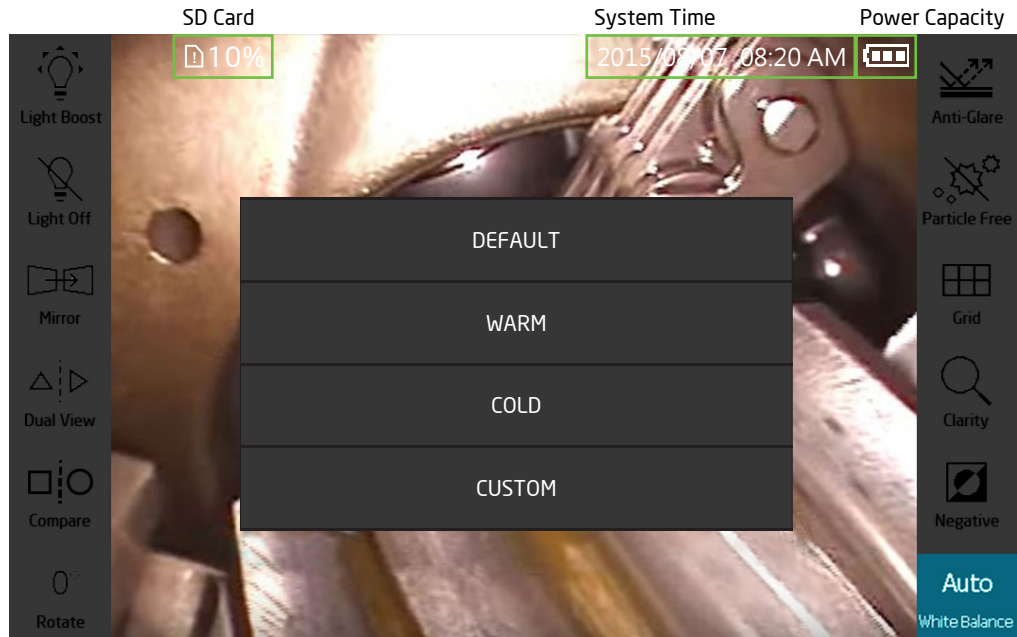 SD Card System Time Power Capacity
10% 2015/08/07 08:20 AM
Light Boost
Light Off
Mirror
Dual View
Compare
0°
Rotate
DEFAULT
WARM
COLD
CUSTOM
Anti-Glare
Particle Free
Grid
Clarity
Negative
Auto
White Balance